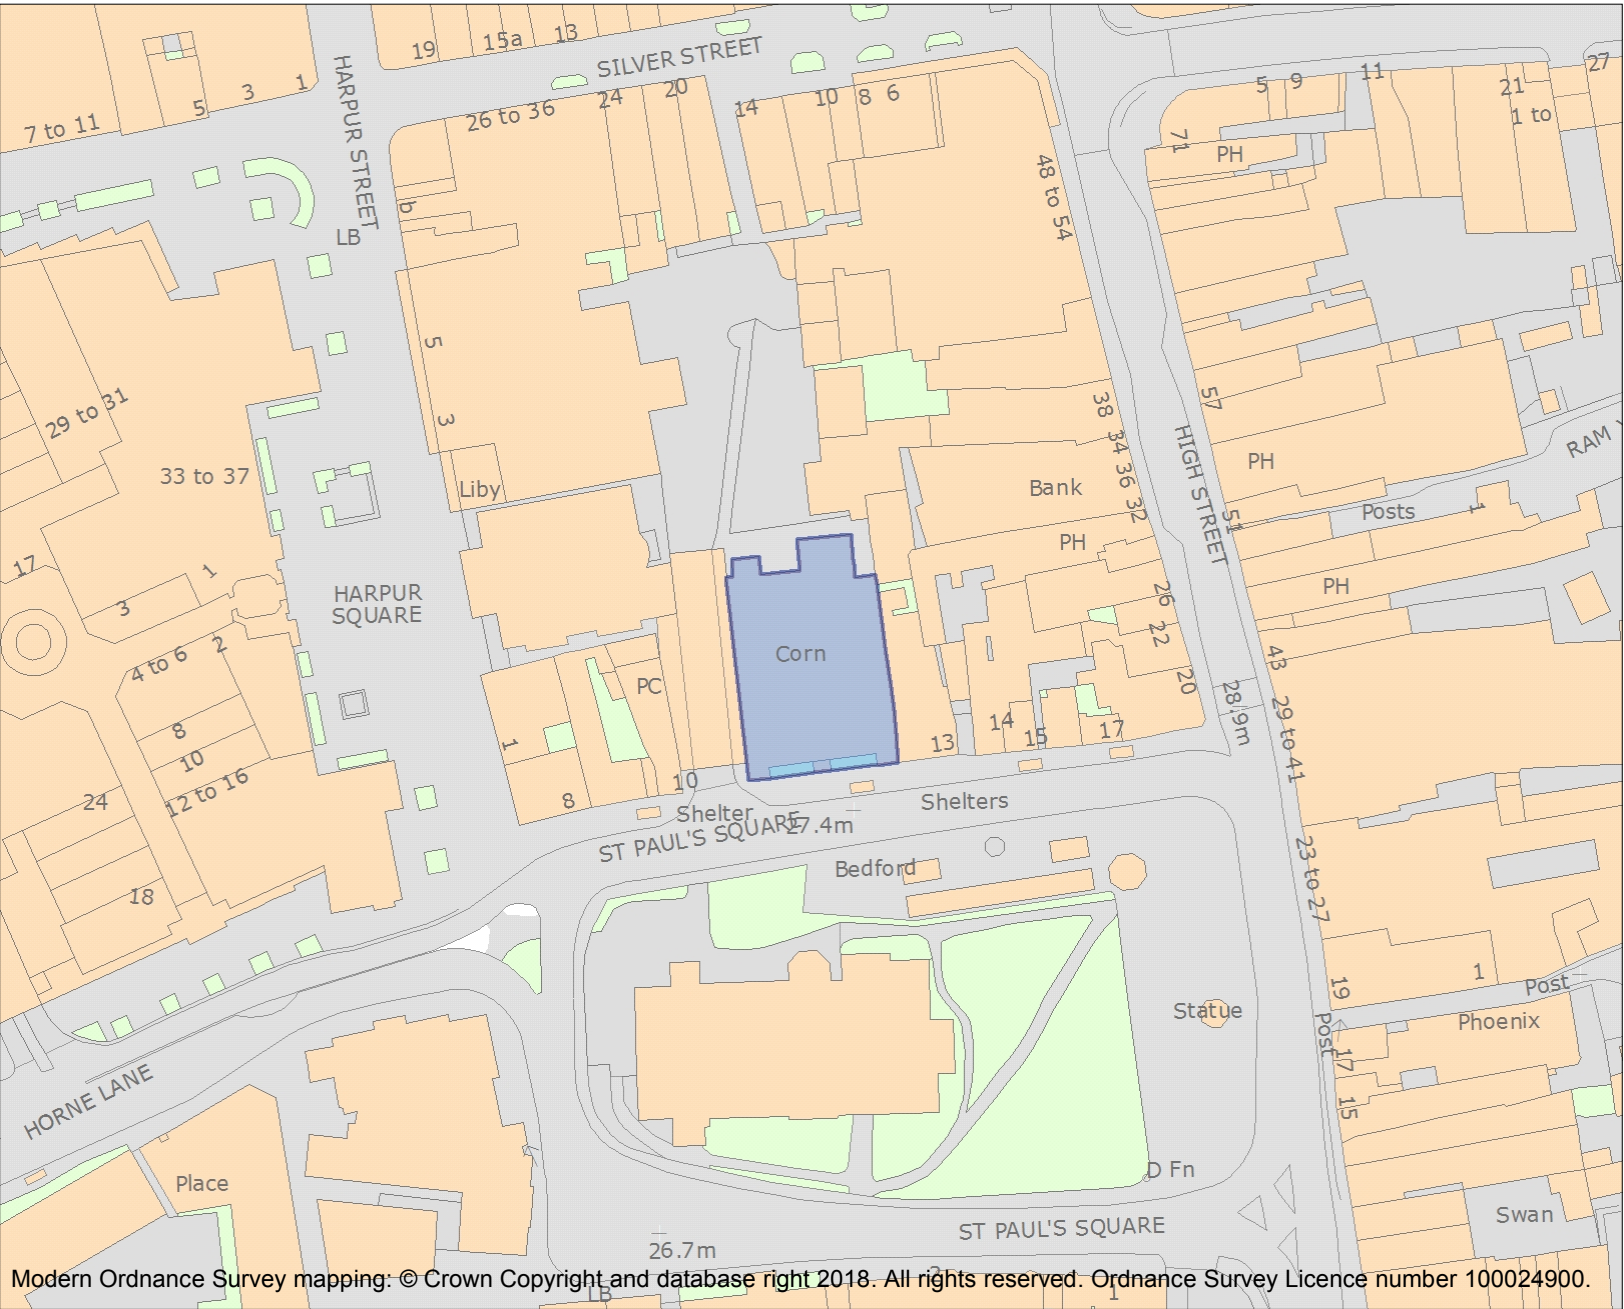 19
15a
13
SILVER STREET
HARPUR STREET
7 to 11
5
3
1
26 to 36
24
20
14
10
8
6
48 to 54
5
9
11
21
27
1 to
71
PH
b
LB
5
3
29 to 31
33 to 37
Liby
38
34 36 32
HIGH STREET
57
PH
RAM Y
Bank
51
Posts
1
PH
PH
17
3
1
HARPUR
SQUARE
4 to 6
2
8
10
12 to 16
24
18
Corn
PC
1
8
10
26
22
20
43
28.9m
29 to 41
13
14
15
17
Shelter
Shelters
ST PAUL'S SQUARE
27.4m
Bedford
23 to 27
19
1
Post
Post
Phoenix
Statue
17
15
HORNE LANE
Place
D Fn
ST PAUL'S SQUARE
Swan
26.7m
LB
2
1
Modern Ordnance Survey mapping: © Crown Copyright and database right 2018. All rights reserved. Ordnance Survey Licence number 100024900.